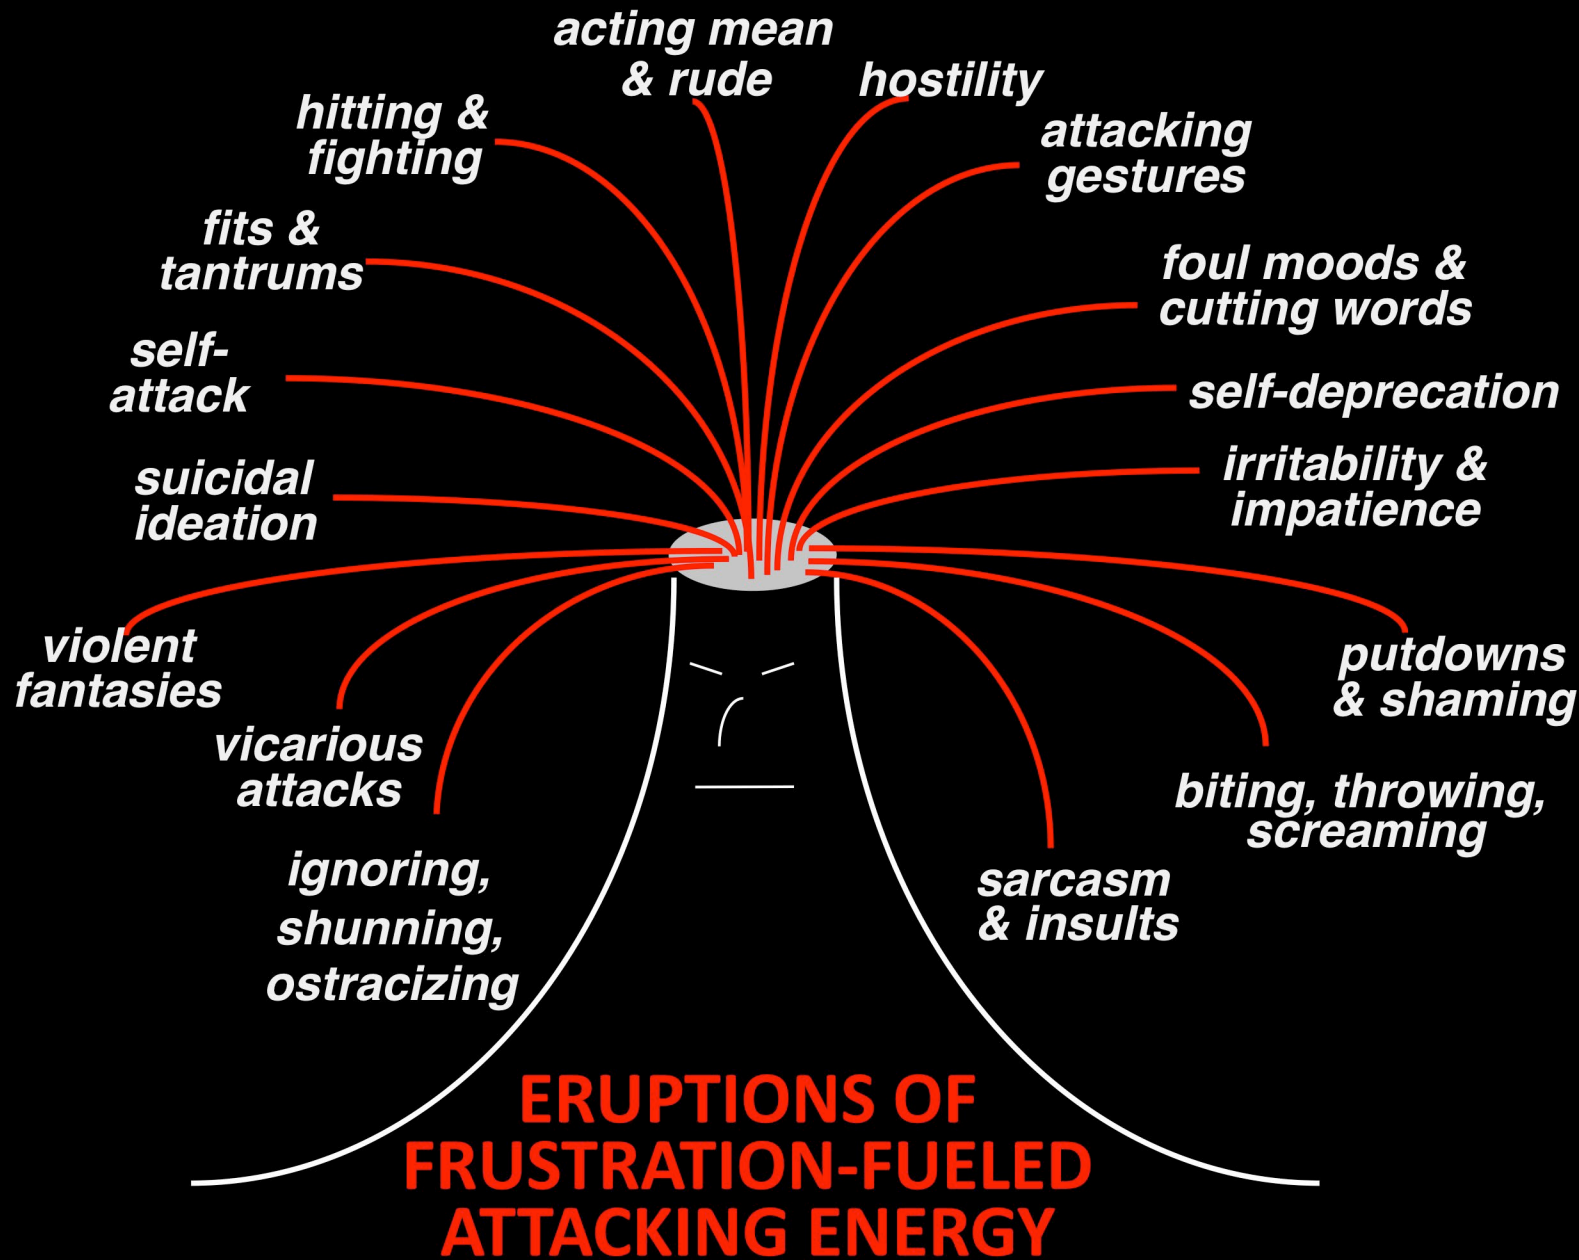 acting mean
& rude
hostility
hitting &
fighting
attacking
gestures
fits &
tantrums
foul moods &
cutting words
self-
attack
self-deprecation
suicidal
ideation
irritability &
impatience
violent
fantasies
putdowns
& shaming
vicarious
attacks
biting, throwing,
screaming
ignoring,
shunning,
ostracizing
sarcasm
& insults
ERUPTIONS OF
FRUSTRATION-FUELED
ATTACKING ENERGY